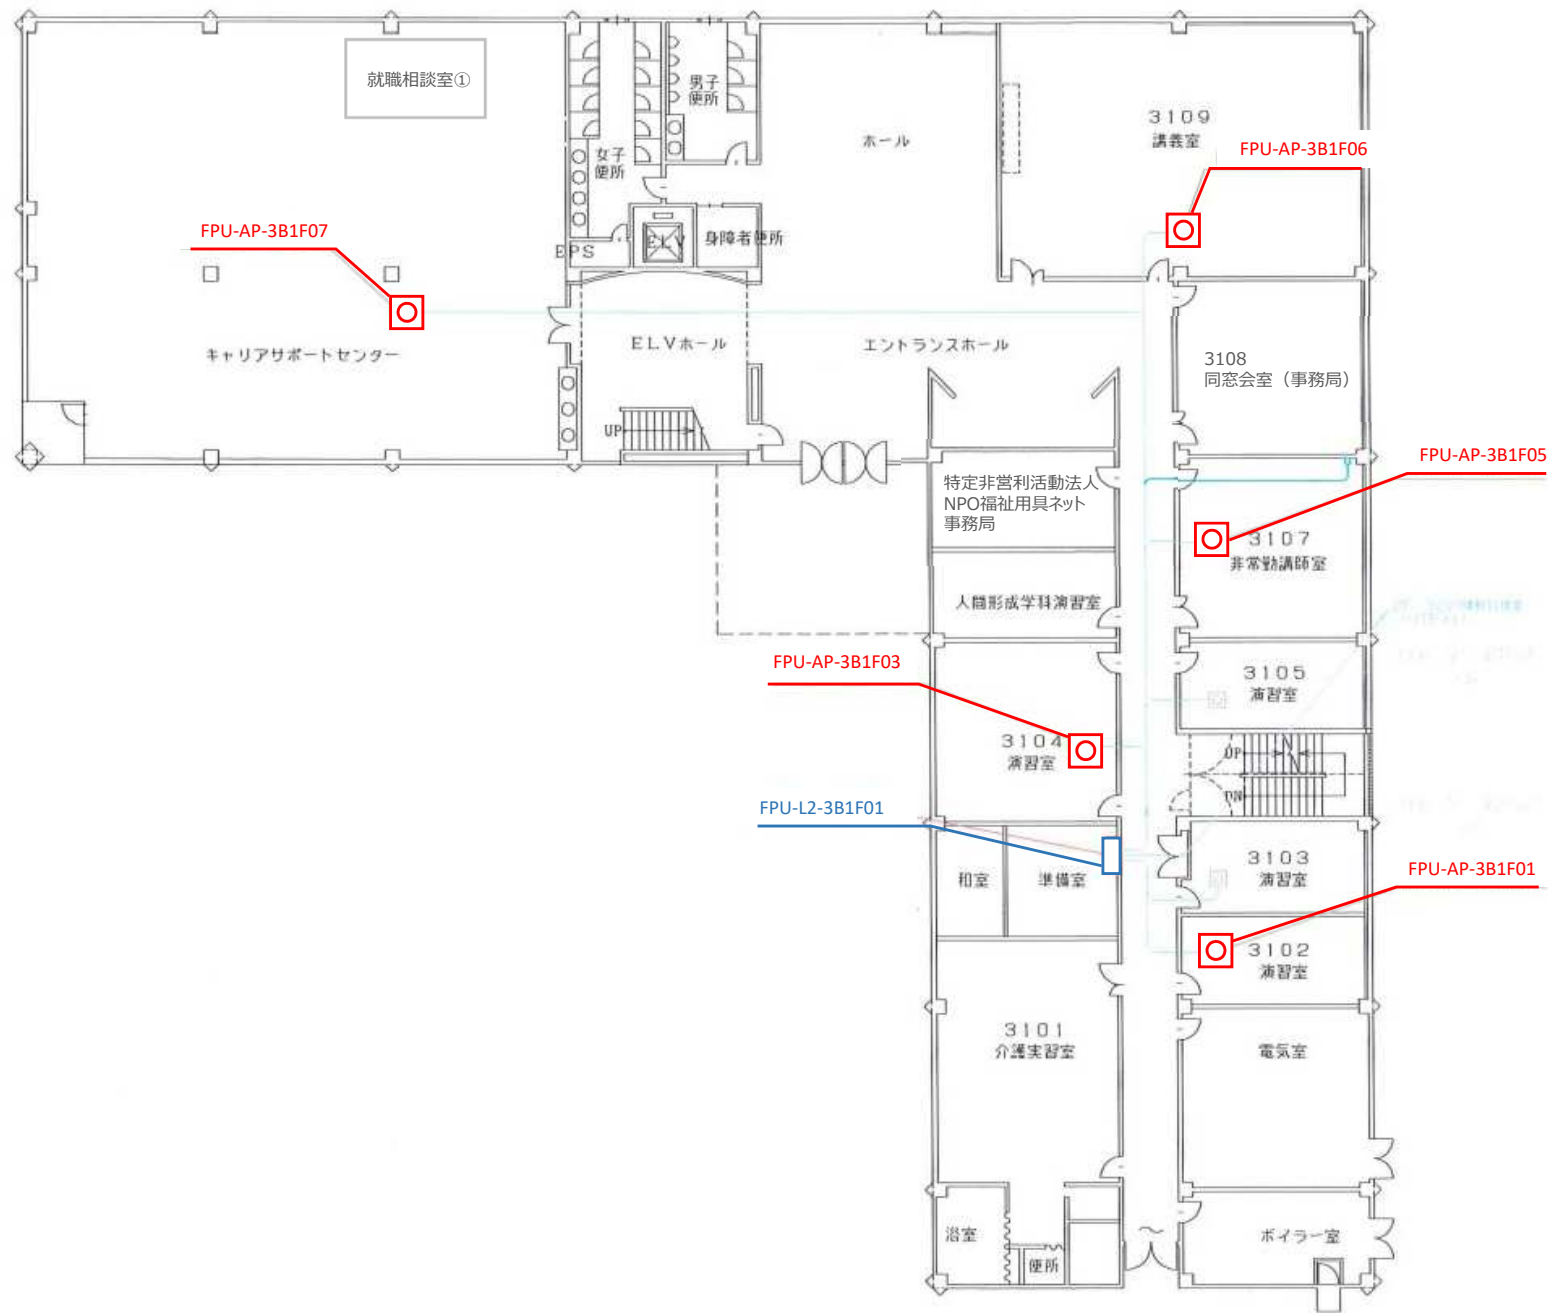 就職相談室①
男子
便所
女子
便所
ホール
3109
講義室
FPU-AP-3B1F06
FPU-AP-3B1F07
EPS
ELV
身障者便所
キャリアサポートセンター
ELVホール
エントランスホール
3108
同窓会室（事務局）
UP
FPU-AP-3B1F05
特定非営利活動法人
NPO福祉用具ネット
事務局
3107
非常勤講師室
人間形成学科演習室
FPU-AP-3B1F03
3105
演習室
3104
演習室
UP
DN
FPU-L2-3B1F01
和室
準備室
3103
演習室
FPU-AP-3B1F01
3102
演習室
3101
介護実習室
電気室
浴室
便所
ボイラー室